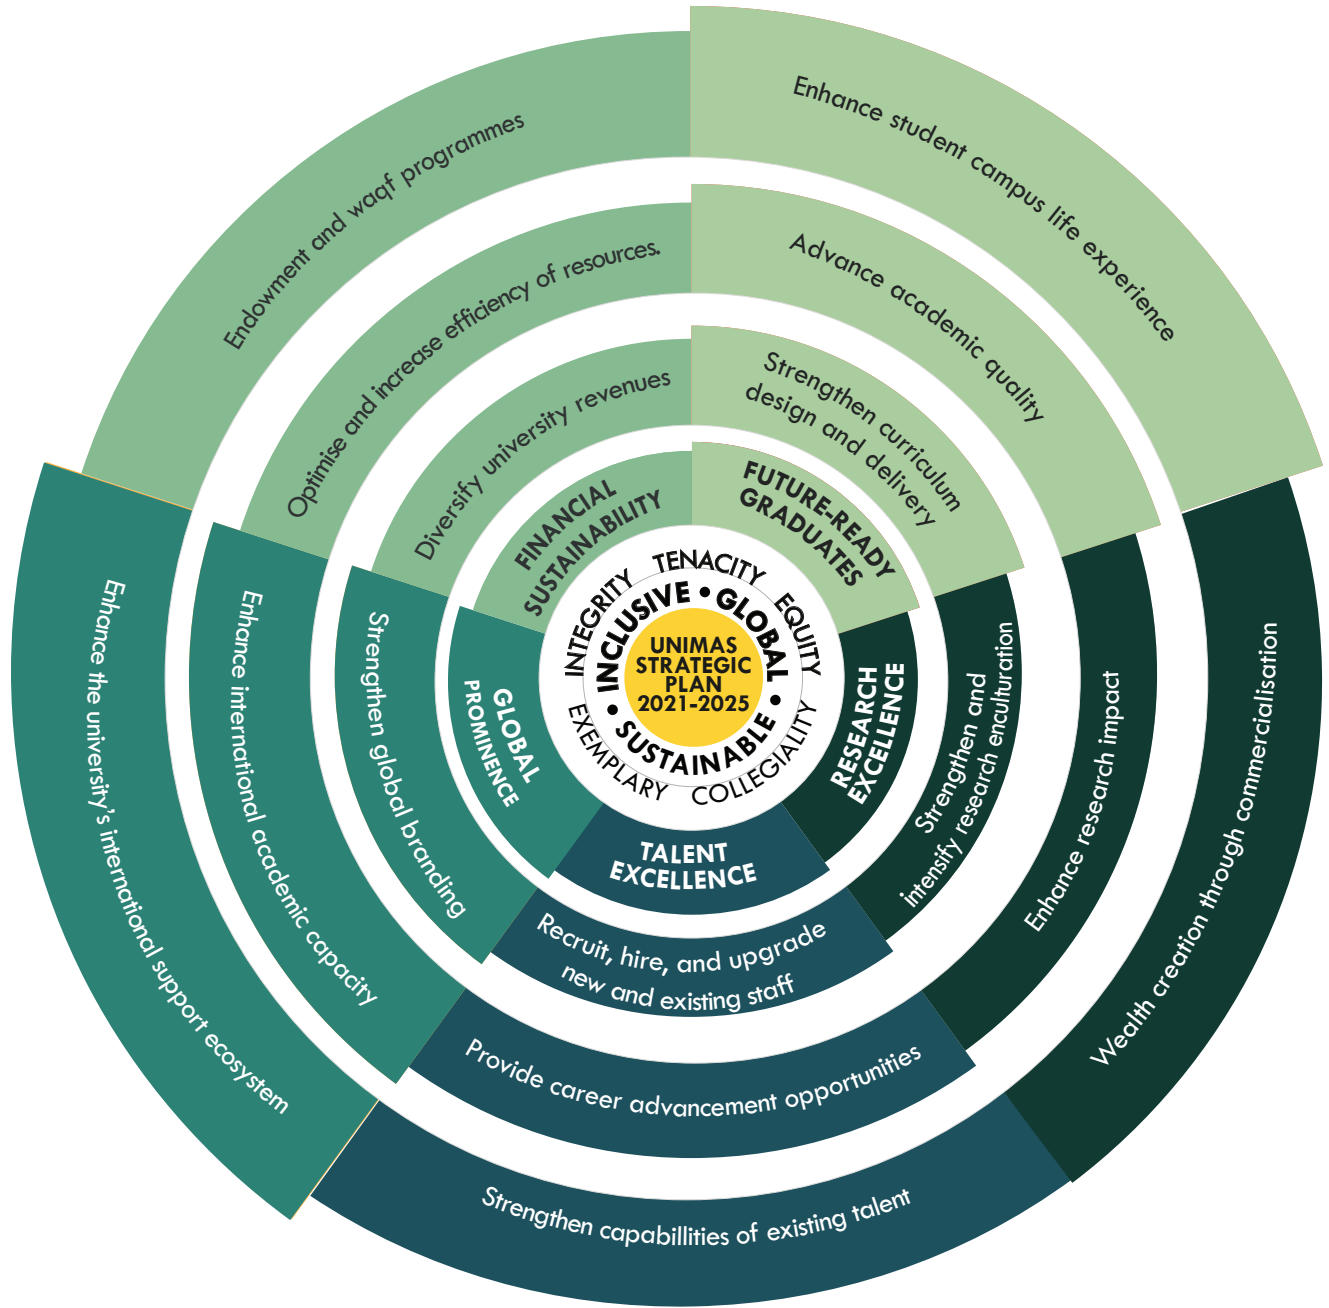 UNIMAS
STRATEGIC
PLAN
2021-2025
INCLUSIVE • GLOBAL • SUSTAINABLE •
INTEGRITY
TENACITY
EQUITY
COLLEGIALITY
EXEMPLARY
FUTURE-READY
GRADUATES
Strengthen curriculum
design and delivery
Advance academic quality
Enhance student campus life experience
RESEARCH
EXCELLENCE
Strengthen and
intensify research enculturation
Enhance research impact
Wealth creation through commercialisation
TALENT
EXCELLENCE
Recruit, hire, and upgrade
new and existing staff
Provide career advancement opportunities
Strengthen capabillities of existing talent
GLOBAL
PROMINENCE
Strengthen global branding
Enhance international academic capacity
Enhance the university's international support ecosystem
FINANCIAL
SUSTAINABILITY
Diversify university revenues
Optimise and increase efficiency of resources.
Endowment and waqf programmes